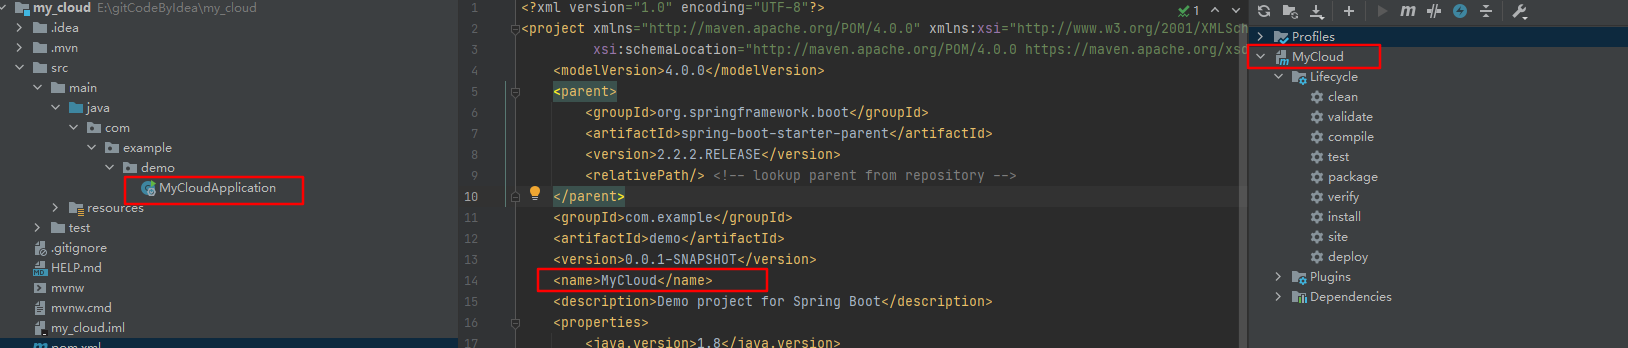 my_cloud E:\gitCodeByIdea\my_cloud
.idea
.mvn
src
main
java
com
example
demo
MyCloudApplication
resources
test
.gitignore
HELP.md
mvnw
mvnw.cmd
my_cloud.iml
pom.xml
1 <?xml version="1.0" encoding="UTF-8"?>
2 <project xmlns="http://maven.apache.org/POM/4.0.0" xmlns:xsi="http://www.w3.org/2001/XMLSch
3 xsi:schemaLocation="http://maven.apache.org/POM/4.0.0 https://maven.apache.org/xsd
4 <modelVersion>4.0.0</modelVersion>
5 <parent>
6 <groupId>org.springframework.boot</groupId>
7 <artifactId>spring-boot-starter-parent</artifactId>
8 <version>2.2.2.RELEASE</version>
9 <relativePath/> <!-- lookup parent from repository -->
10 </parent>
11 <groupId>com.example</groupId>
12 <artifactId>demo</artifactId>
13 <version>0.0.1-SNAPSHOT</version>
14 <name>MyCloud</name>
15 <description>Demo project for Spring Boot</description>
16 <properties>
17 <java.version>1.8</java.version>
1
Profiles
MyCloud
Lifecycle
clean
validate
compile
test
package
verify
install
site
deploy
Plugins
Dependencies